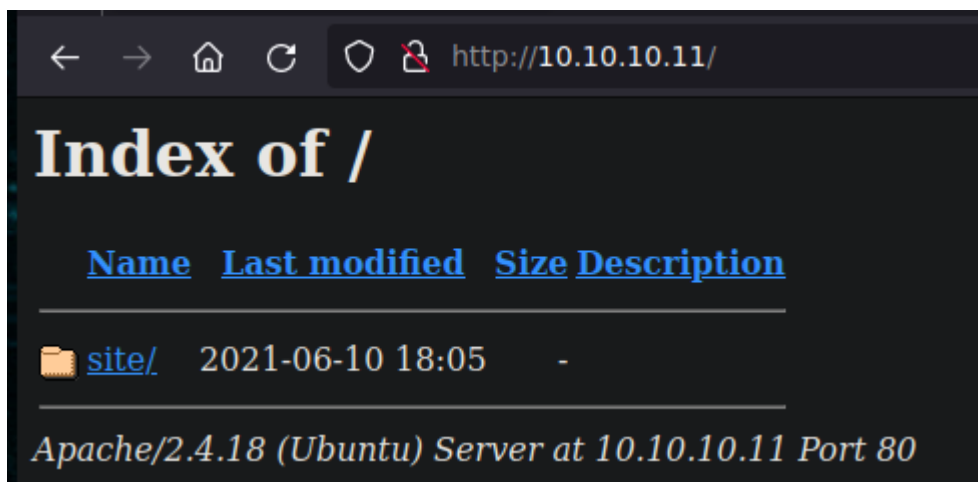 http://10.10.10.11/
Index of /
Name Last modified Size Description
site/ 2021-06-10 18:05 -
Apache/2.4.18 (Ubuntu) Server at 10.10.10.11 Port 80